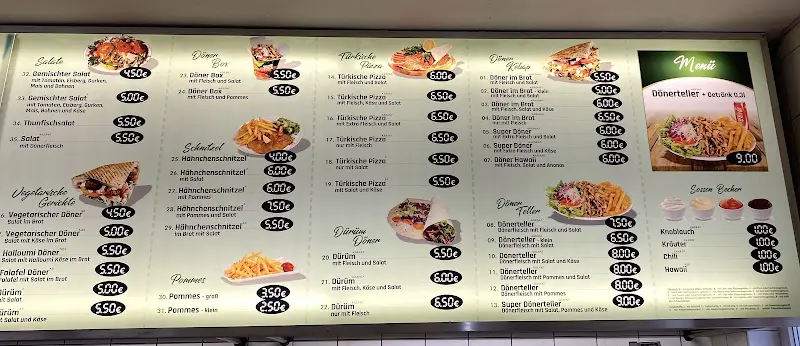 Salate
32. Gemischter Salat 4.50€
mit Tomaten, Eisberg, Gurken,
Mais und Bohnen
33. Gemischter Salat 5.00€
mit Tomaten, Eisberg, Gurken,
Mais, Bohnen und Käse
34. Thunfischsalat 5.50€
35. Salat 5.50€
mit Dönerfleisch
Vegetarische
Gerichte
Vegetarischer Döner 4.50€
Salat im Brot
Vegetarischer Döner 5.00€
Salat mit Käse im Brot
Halloumi Döner 5.50€
Salat mit Halloumi Käse im Brot
Falafel Döner 5.50€
Falafel mit Salat im Brot
Dürüm 5.00€
mit Salat
Dürüm 5.50€
mit Salat und Käse
Döner
Box
23. Döner Box 5.50€
mit Fleisch und Salat
24. Döner Box 5.50€
mit Fleisch und Pommes
Schnitzel
25. Hähnchenschnitzel 4.00€
26. Hähnchenschnitzel 6.00€
mit Salat
27. Hähnchenschnitzel 6.00€
mit Pommes
28. Hähnchenschnitzel 7.50€
mit Pommes und Salat
29. Hähnchenschnitzel 5.50€
im Brot mit Salat
Pommes
30. Pommes - groß 3.50€
31. Pommes - klein 2.50€
Türkische
Pizza
14. Türkische Pizza 6.00€
mit Fleisch und Salat
15. Türkische Pizza 6.50€
mit Fleisch, Käse und Salat
16. Türkische Pizza 6.50€
mit Extra Fleisch und Salat
17. Türkische Pizza 6.50€
nur mit Fleisch
18. Türkische Pizza 5.50€
nur mit Salat
19. Türkische Pizza 5.50€
mit Salat und Käse
Dürüm
Döner
20. Dürüm 5.50€
mit Fleisch und Salat
21. Dürüm 6.00€
mit Fleisch, Käse und Salat
22. Dürüm 6.50€
nur mit Fleisch
Döner
Kebap
01. Döner im Brot 5.50€
mit Fleisch und Salat
02. Döner im Brot - klein 5.00€
mit Fleisch und Salat
03. Döner im Brot 6.00€
mit Fleisch, Salat und Käse
04. Döner im Brot 6.50€
nur mit Fleisch
05. Super Döner 6.00€
mit Extra Fleisch und Salat
06. Super Döner 6.50€
mit Extra Fleisch, Käse und Salat
07. Döner Hawaii 6.00€
mit Fleisch, Salat und Ananas
Döner
Teller
08. Dönerteller 7.50€
Dönerfleisch mit Pommes und Salat
09. Dönerteller - klein 6.50€
Dönerfleisch mit Salat
10. Dönerteller 8.00€
Dönerfleisch mit Salat und Käse
11. Dönerteller 8.00€
Dönerfleisch mit Pommes und Salat
12. Dönerteller 8.00€
Dönerfleisch mit Pommes
13. Super Dönerteller 9.00€
Dönerfleisch mit Salat, Pommes und Käse
Menü
Dönerteller + Getränk 0,3l
9.00
Sossen Becher
Knoblauch 1.00€
Kräuter 1.00€
Chili 1.00€
Hawaii 1.00€